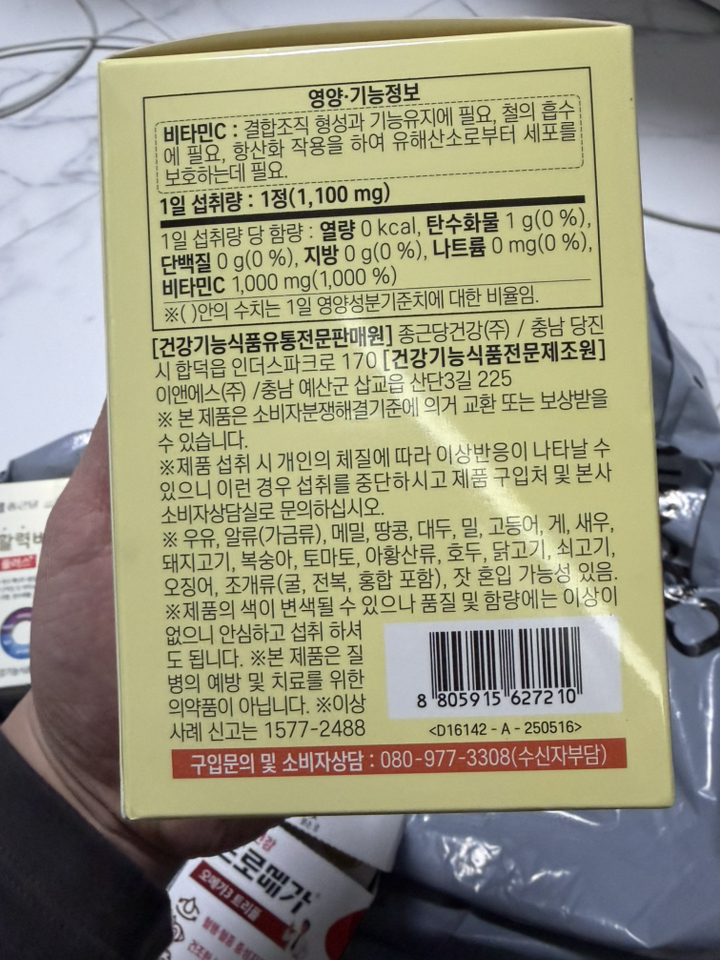 영양·기능정보
비타민C : 결합조직 형성과 기능유지에 필요, 철의 흡수
에 필요, 항산화 작용을 하여 유해산소로부터 세포를
보호하는데 필요.
1일 섭취량 : 1정(1,100 mg)
1일 섭취량 당 함량 : 열량 0 kcal, 탄수화물 1 g(0 %),
단백질 0 g(0 %), 지방 0 g(0 %), 나트륨 0 mg(0 %),
비타민C 1,000 mg(1,000 %)
※( )안의 수치는 1일 영양성분기준치에 대한 비율임.
[건강기능식품유통전문판매원] 종근당건강(주) / 충남 당진
시 합덕읍 인더스파크로 170 [건강기능식품전문제조원]
이앤에스(주) /충남 예산군 삽교읍 산단3길 225
※ 본 제품은 소비자분쟁해결기준에 의거 교환 또는 보상받을
수 있습니다.
※제품 섭취 시 개인의 체질에 따라 이상반응이 나타날 수
있으니 이런 경우 섭취를 중단하시고 제품 구입처 및 본사
소비자상담실로 문의하십시오.
※ 우유, 알류(가금류), 메밀, 땅콩, 대두, 밀, 고등어, 게, 새우,
돼지고기, 복숭아, 토마토, 아황산류, 호두, 닭고기, 쇠고기,
오징어, 조개류(굴, 전복, 홍합 포함), 잣 혼입 가능성 있음.
※제품의 색이 변색될 수 있으나 품질 및 함량에는 이상이
없으니 안심하고 섭취 하셔
도 됩니다. ※본 제품은 질
병의 예방 및 치료를 위한
의약품이 아닙니다. ※이상
사례 신고는 1577-2488
8 805915 627210
<D16142 - A - 250516>
구입문의 및 소비자상담 : 080-977-3308(수신자부담)
활력비
플러스
로메가
오메가3 트리플